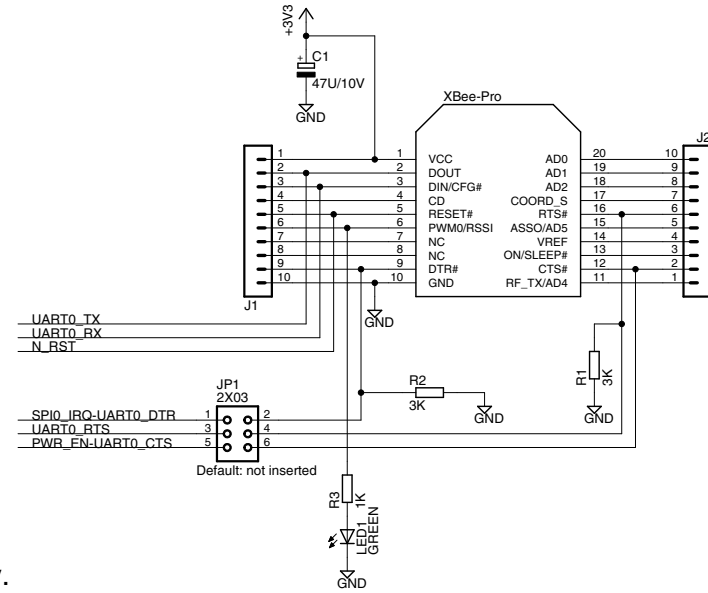 +3V3
+
C1
47U/10V
GND
XBee-Pro
J2
1 1 VCC AD0 20 10
2 2 DOUT AD1 19 9
3 3 DIN/CFG# AD2 18 8
4 4 CD COORD_S 17 7
5 5 RESET# RTS# 16 6
6 6 PWM0/RSSI ASSO/AD5 15 5
7 7 NC VREF 14 4
8 8 NC ON/SLEEP# 13 3
9 9 DTR# CTS# 12 2
10 10 GND RF_TX/AD4 11 1
J1
GND
UART0_TX
UART0_RX
N_RST
R1
3K
GND
R2
3K
GND
JP1
2X03
SPI0_IRQ-UART0_DTR 1 2
UART0_RTS 3 4
PWR_EN-UART0_CTS 5 6
Default: not inserted
R3
1K
LED1
GREEN
GND